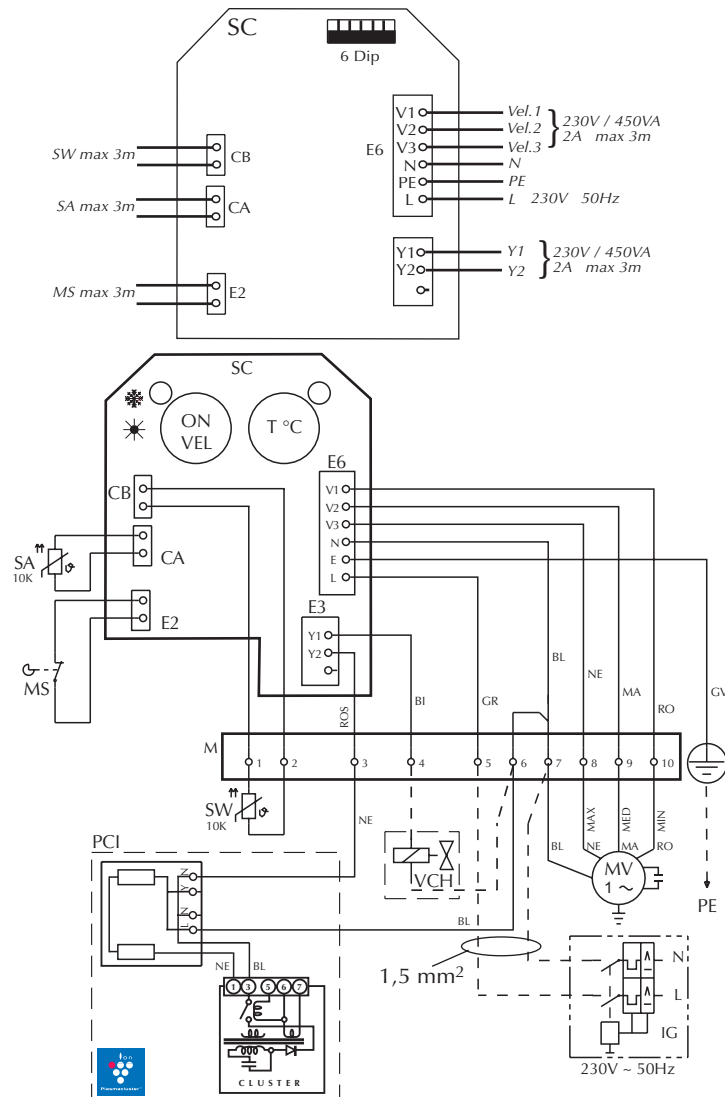 SC
6 Dip
V1 Vel.1
V2 Vel.2
V3 Vel.3
230V / 450VA
2A max 3m
E6
N N
PE PE
L L 230V 50Hz
SW max 3m
CB
SA max 3m
CA
MS max 3m
E2
Y1 Y1
Y2 Y2
230V / 450VA
2A max 3m
SC
ON
VEL
T °C
E6
CB
V1
V2
V3
N
E
L
SA
10K
CA
E2
E3
Y1
Y2
MS
ROS
BI
GR
BL
NE
MA
RO
GV
M
1 2 3 4 5 6 7 8 9 10
SW
10K
NE
MAX
MED
MIN
BL
NE
MA
RO
MV
1 ~
PE
VCH
BL
PCI
N
Y
N
L
NE
BL
1 3 5 6 7
CLUSTER
1,5 mm²
N
L
IG
230V ~ 50Hz
ion
Plasmacluster